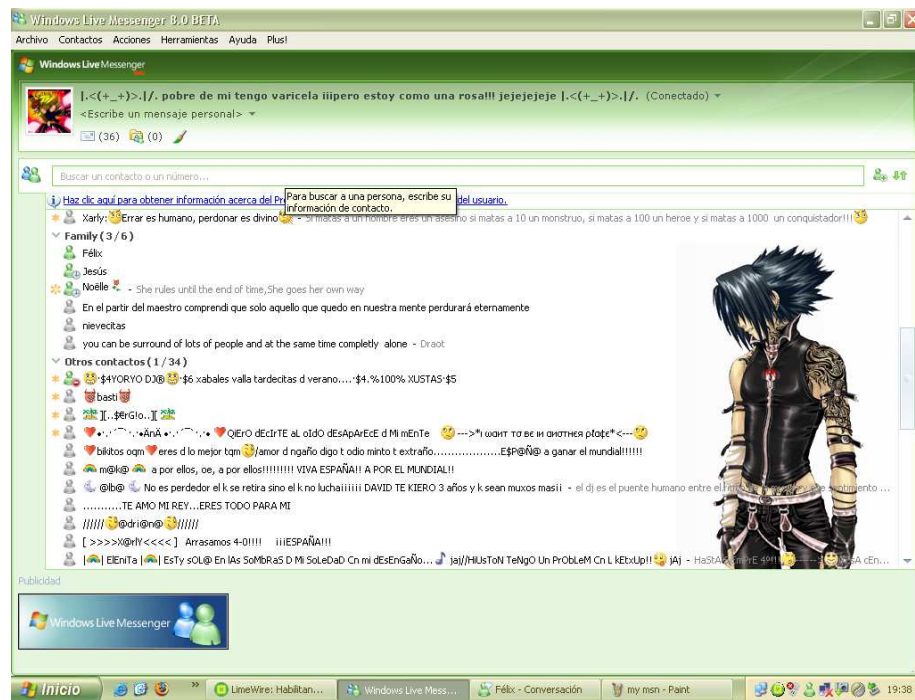 Windows Live Messenger 8.0 BETA
Archivo Contactos Acciones Herramientas Ayuda Plus!
Windows Live Messenger
|.<(+_+)>.|/. pobre de mi tengo varicela iiipero estoy como una rosa!!! jejejejeje |.<(+_+)>.|/. (Conectado)
<Escribe un mensaje personal>
(36) (0)
Buscar un contacto o un número...
Haz clic aquí para obtener información acerca del Pr del usuario.
Para buscar a una persona, escribe su
información de contacto.
Xarly: Errar es humano, perdonar es divino - Si matas a un hombre eres un asesino si matas a 10 un monstruo, si matas a 100 un heroe y si matas a 1000 un conquistador!!!
Family (3/6)
Félix
Jesús
Noëlle - She rules until the end of time,She goes her own way
En el partir del maestro comprendi que solo aquello que quedo en nuestra mente perdurará eternamente
nievecitas
you can be surround of lots of people and at the same time completly alone - Draot
Otros contactos (1/34)
·$4YORYO DJ® ·$6 xabales valla tardecitas d verano....·$4.%100% XUSTAS·$5
basti
][..$€rG!o..][
QiErO dEcIrTE aL oIdO dEsApArEcE d Mi mEnTe --->*ι ωαηт тσ вє ιη αησтнєя ρℓα¢є*<---
bikitos oqm eres d lo mejor tqm /amor d ngaño digo t odio minto t extraño..................E$P@Ñ@ a ganar el mundial!!!!!!
m@k@ a por ellos, oe, a por ellos!!!!!!!!! VIVA ESPAÑA!! A POR EL MUNDIAL!!
@lb@ No es perdedor el k se retira sino el k no luchaiiiiii DAVID TE KIERO 3 años y k sean muxos masii - el dj es el puente humano entre el
...........TE AMO MI REY...ERES TODO PARA MI
////// @dri@n@ //////
[ >>>>X@rlY<<<< ] Arrasamos 4-0!!!! iiiESPAÑA!!!
|| ElEniTa || EsTy sOL@ En lAs SoMbRaS D Mi SoLeDaD Cn mi dEsEnGaÑo... jaj//HiUsToN TeNgO Un PrObLeM Cn L kEtxUp!! jAj -
Publicidad
Windows Live Messenger
Inicio
LimeWire: Habilitan...
Windows Live Mess...
Félix - Conversación
my msn - Paint
19:38